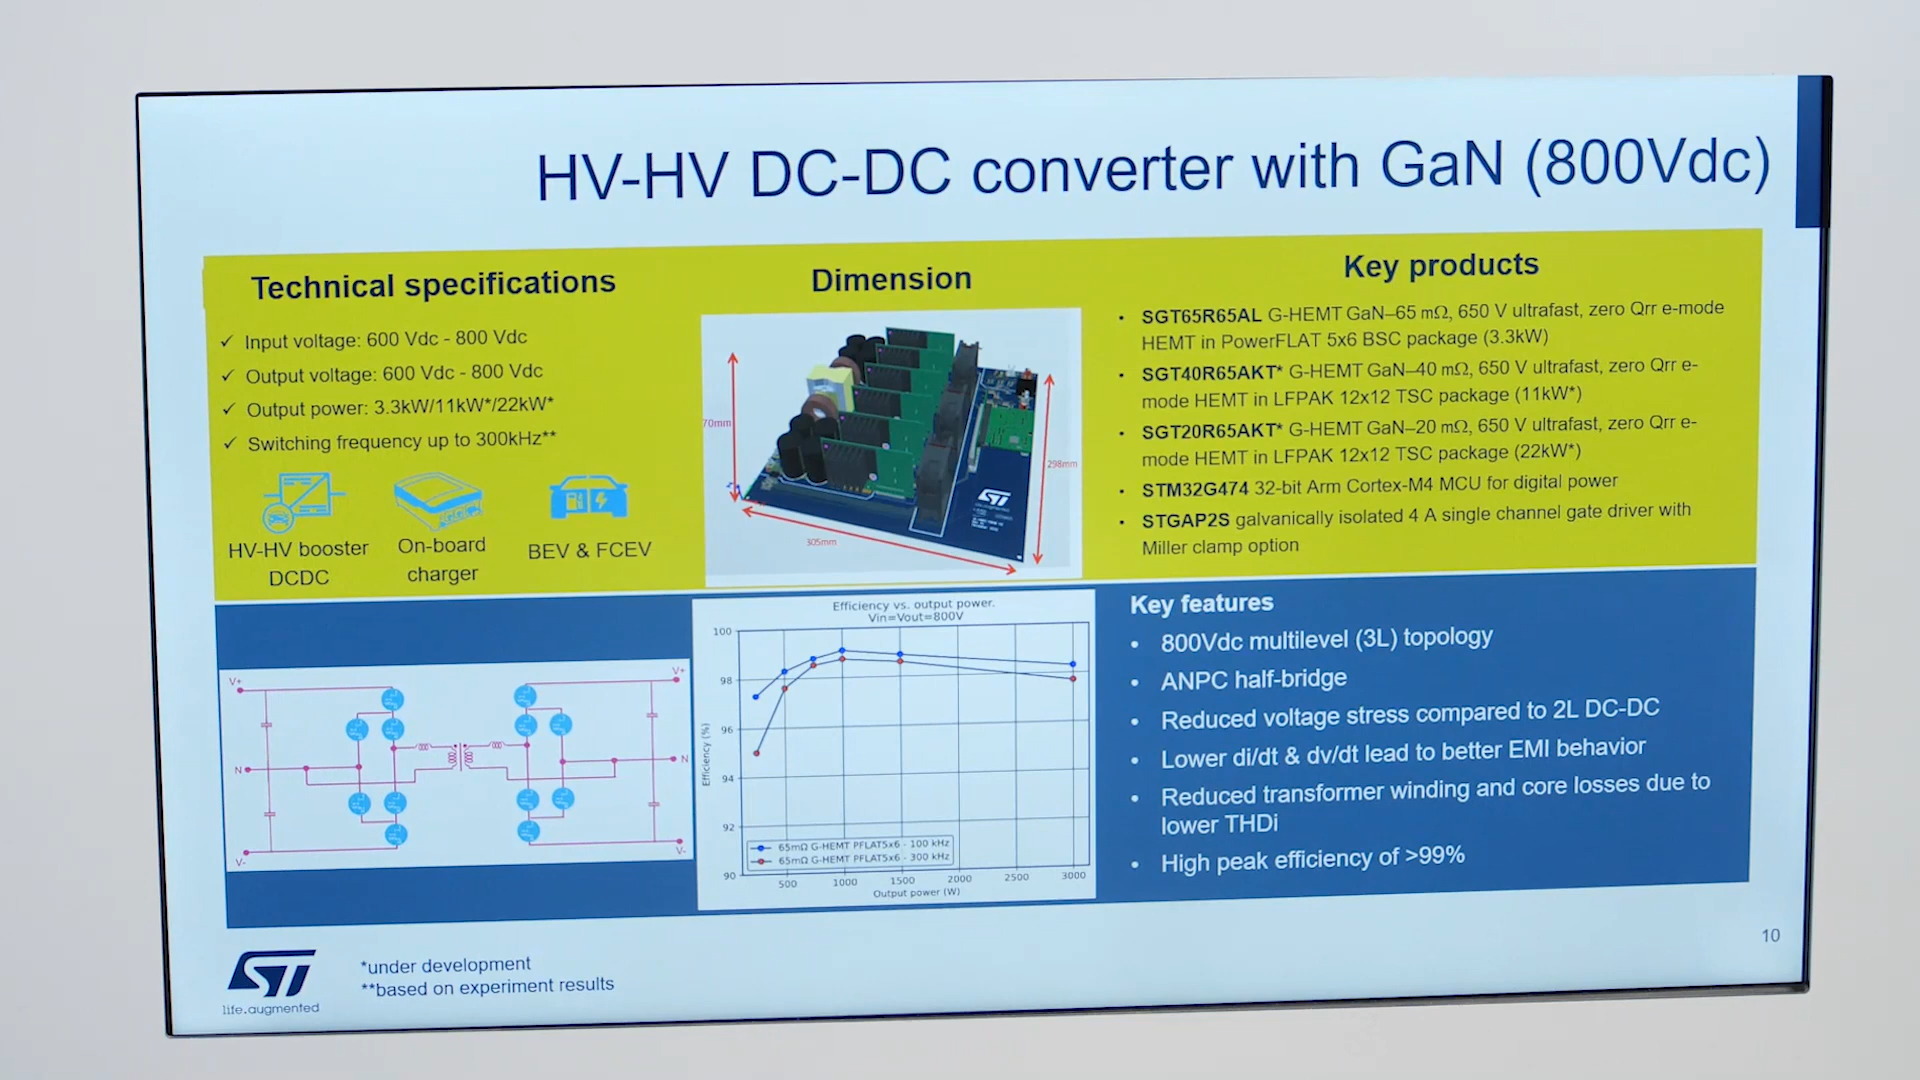 HV-HV DC-DC converter with GaN (800Vdc)
Technical specifications
✓ Input voltage: 600 Vdc - 800 Vdc
✓ Output voltage: 600 Vdc - 800 Vdc
✓ Output power: 3.3kW/11kW*/22kW*
✓ Switching frequency up to 300kHz**
HV-HV booster
DCDC
On-board
charger
BEV & FCEV
Dimension
70mm
298mm
305mm
ST
Key products
• SGT65R65AL G-HEMT GaN–65 mΩ, 650 V ultrafast, zero Qrr e-mode
HEMT in PowerFLAT 5x6 BSC package (3.3kW)
• SGT40R65AKT* G-HEMT GaN–40 mΩ, 650 V ultrafast, zero Qrr e-
mode HEMT in LFPAK 12x12 TSC package (11kW*)
• SGT20R65AKT* G-HEMT GaN–20 mΩ, 650 V ultrafast, zero Qrr e-
mode HEMT in LFPAK 12x12 TSC package (22kW*)
• STM32G474 32-bit Arm Cortex-M4 MCU for digital power
• STGAP2S galvanically isolated 4 A single channel gate driver with
Miller clamp option
V+
V+
N
N
V-
V-
Efficiency vs. output power.
Vin=Vout=800V
100
98
96
94
92
90
Efficiency (%)
65mΩ G-HEMT PFLAT5x6 - 100 kHz
65mΩ G-HEMT PFLAT5x6 - 300 kHz
500 1000 1500 2000 2500 3000
Output power (W)
Key features
• 800Vdc multilevel (3L) topology
• ANPC half-bridge
• Reduced voltage stress compared to 2L DC-DC
• Lower di/dt & dv/dt lead to better EMI behavior
• Reduced transformer winding and core losses due to
lower THDi
• High peak efficiency of >99%
10
ST
life.augmented
*under development
**based on experiment results